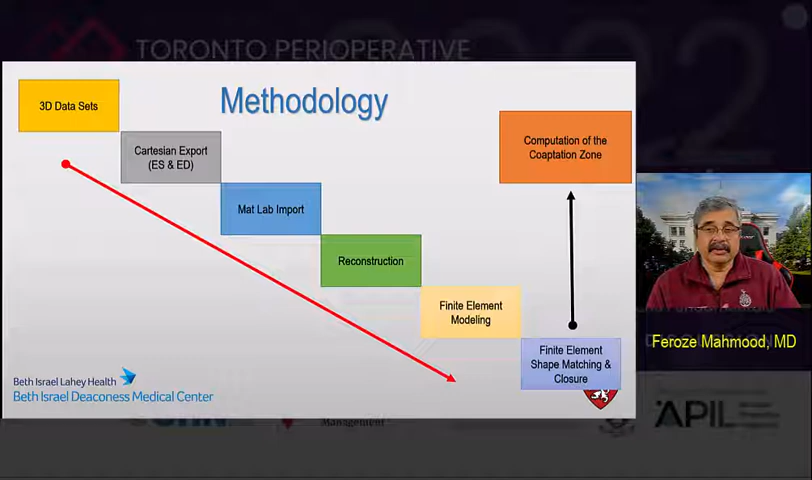 TORONTO PERIOPERATIVE
Methodology
3D Data Sets
Cartesian Export
(ES & ED)
Mat Lab Import
Reconstruction
Finite Element
Modeling
Finite Element
Shape Matching &
Closure
Computation of the
Coaptation Zone
Beth Israel Lahey Health
Beth Israel Deaconess Medical Center
Feroze Mahmood, MD
Management
APIL